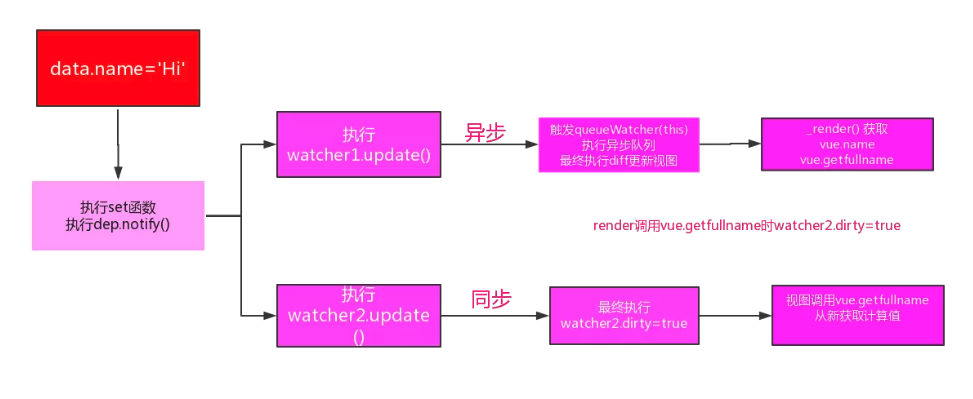 data.name='Hi'
执行set函数
执行dep.notify()
执行
watcher1.update()
异步
触发queueWatcher(this)
执行异步队列
最终执行diff更新视图
_render() 获取
vue.name
vue.getfullname
render调用vue.getfullname时watcher2.dirty=true
执行
watcher2.update
()
同步
最终执行
watcher2.dirty=true
视图调用vue.getfullname
从新获取计算值